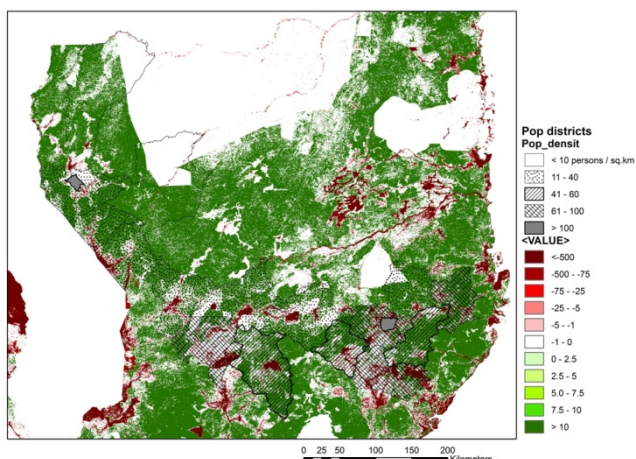 Pop districts
Pop_densit
< 10 persons / sq.km
11 - 40
41 - 60
61 - 100
> 100
<VALUE>
<-500
-500 - -75
-75 - -25
-25 - -5
-5 - -1
-1 - 0
0 - 2.5
2.5 - 5
5.0 - 7.5
7.5 - 10
> 10
0 25 50 100 150 200
Kilometers